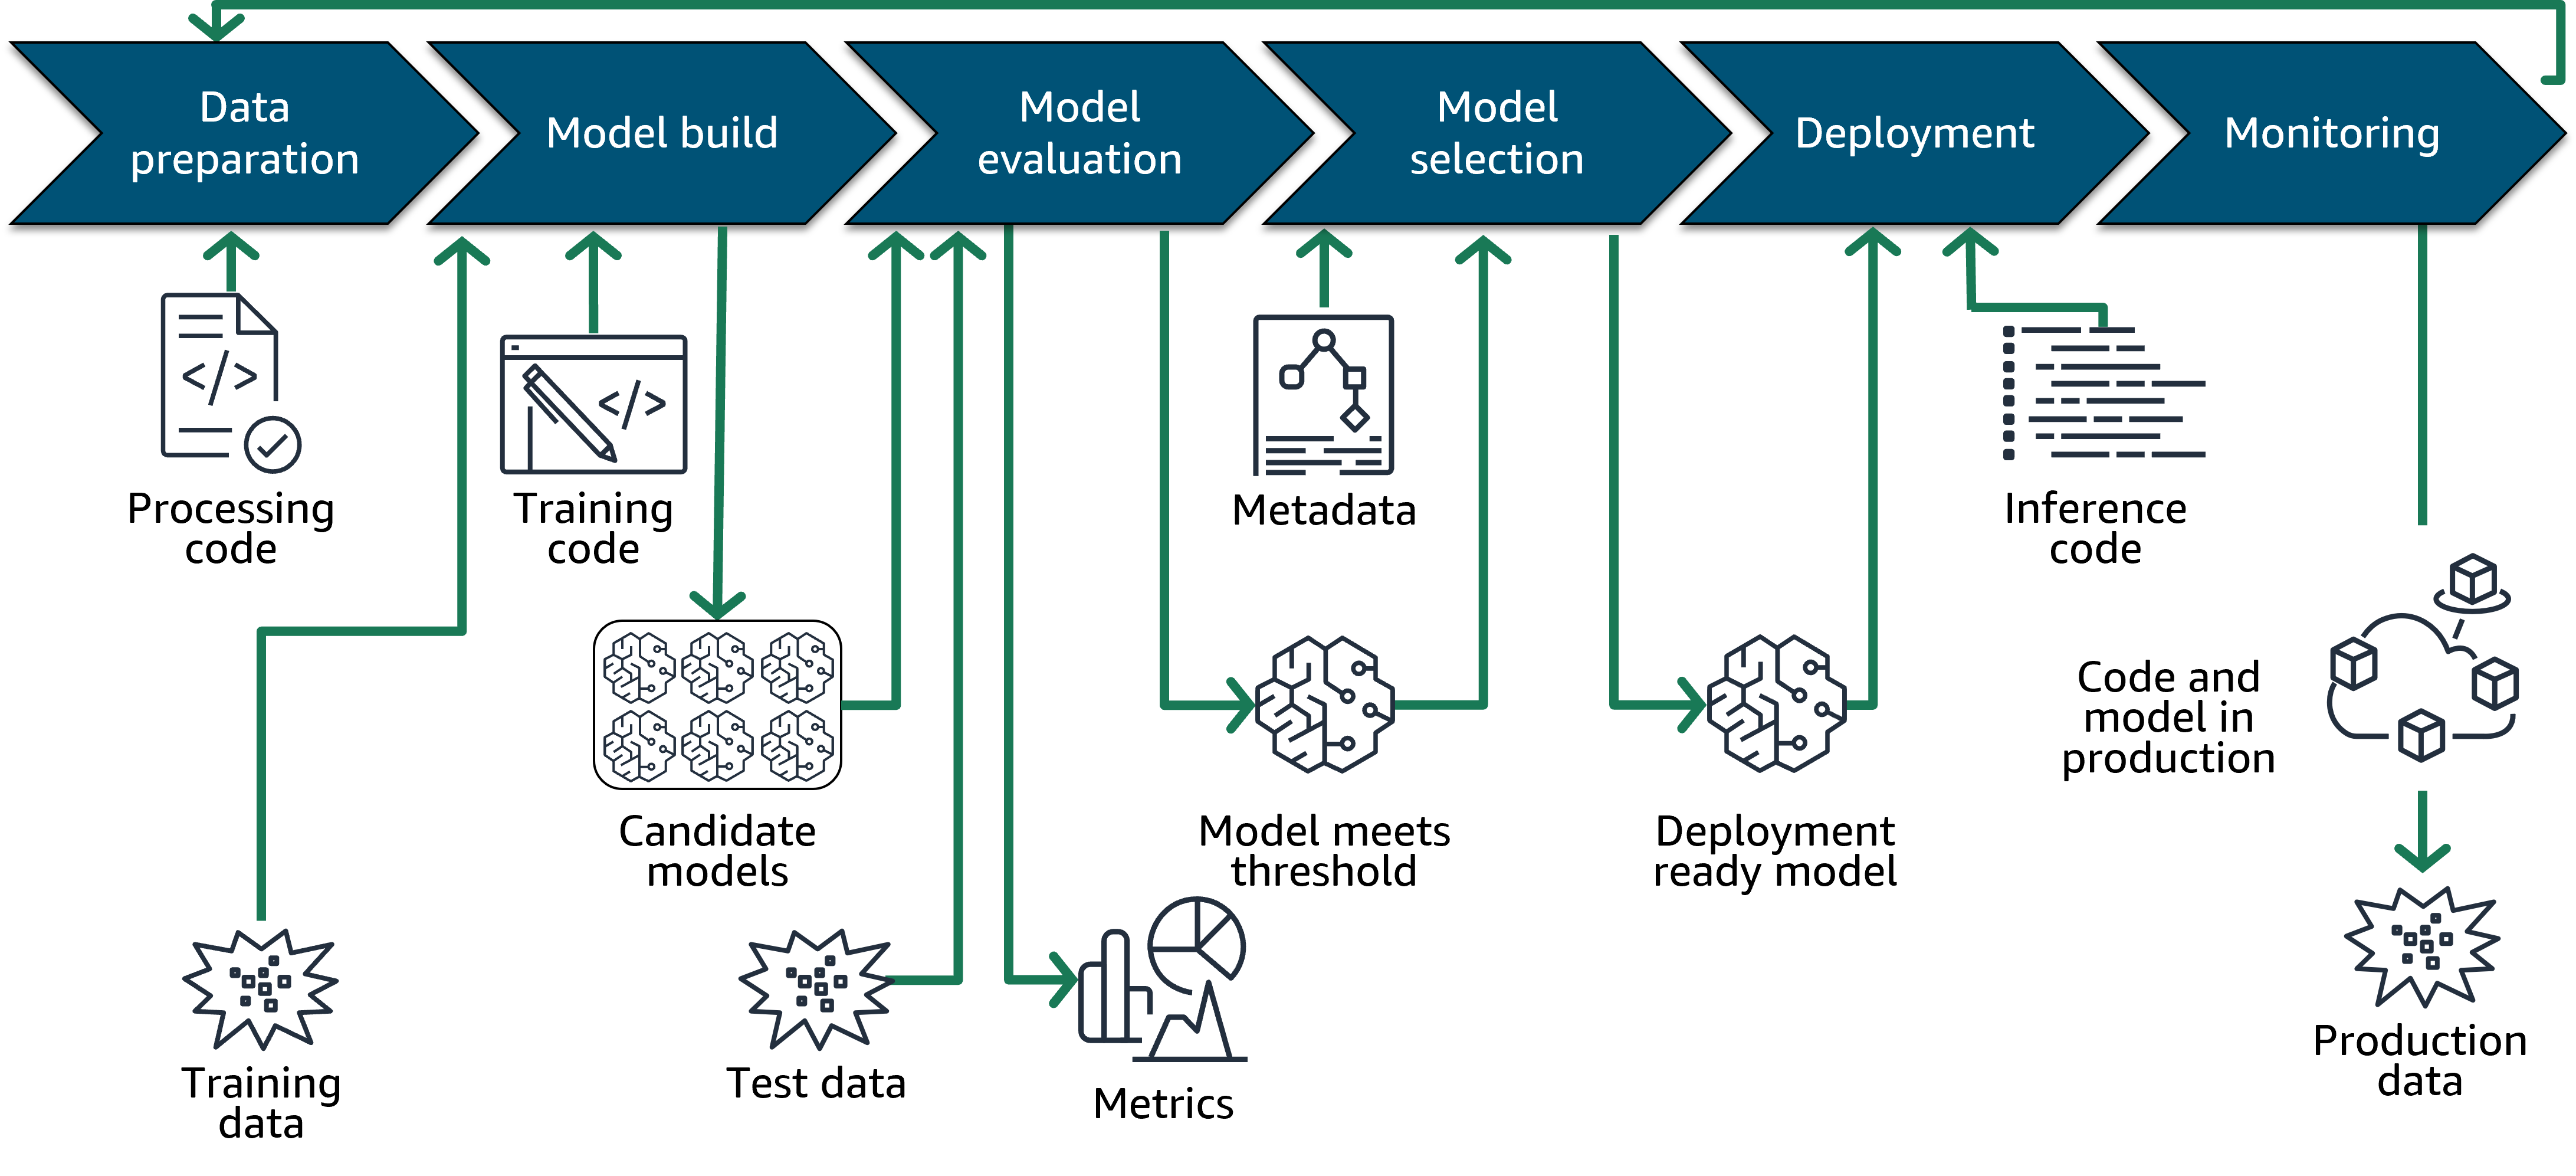 Data
preparation
Model build
Model
evaluation
Model
selection
Deployment
Monitoring
</>
Processing
code
</>
Training
code
Metadata
Inference
code
Candidate
models
Model meets
threshold
Deployment
ready model
Code and
model in
production
Training
data
Test data
Metrics
Production
data